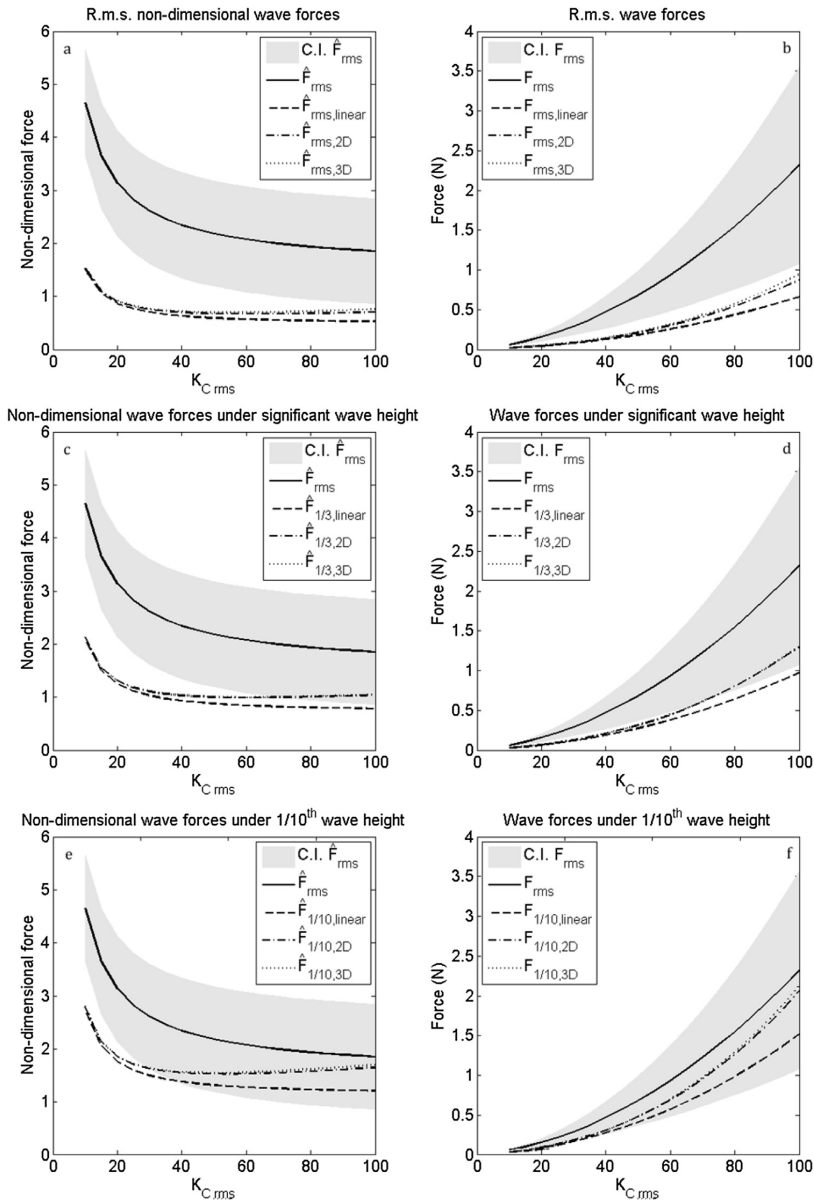 R.m.s. non-dimensional wave forces
a
C.I. F̂rms
F̂rms
F̂rms,linear
F̂rms,2D
F̂rms,3D
Non-dimensional force
6
5
4
3
2
1
0
0 20 40 60 80 100
KC rms
R.m.s. wave forces
b
C.I. Frms
Frms
Frms,linear
Frms,2D
Frms,3D
Force (N)
4
3.5
3
2.5
2
1.5
1
0.5
0
0 20 40 60 80 100
KC rms
Non-dimensional wave forces under significant wave height
c
C.I. F̂rms
F̂rms
F̂1/3,linear
F̂1/3,2D
F̂1/3,3D
Non-dimensional force
6
5
4
3
2
1
0
0 20 40 60 80 100
KC rms
Wave forces under significant wave height
d
C.I. Frms
Frms
F1/3,linear
F1/3,2D
F1/3,3D
Force (N)
4
3.5
3
2.5
2
1.5
1
0.5
0
0 20 40 60 80 100
KC rms
Non-dimensional wave forces under 1/10th wave height
e
C.I. F̂rms
F̂rms
F̂1/10,linear
F̂1/10,2D
F̂1/10,3D
Non-dimensional force
6
5
4
3
2
1
0
0 20 40 60 80 100
KC rms
Wave forces under 1/10th wave height
f
C.I. Frms
Frms
F1/10,linear
F1/10,2D
F1/10,3D
Force (N)
4
3.5
3
2.5
2
1.5
1
0.5
0
0 20 40 60 80 100
KC rms